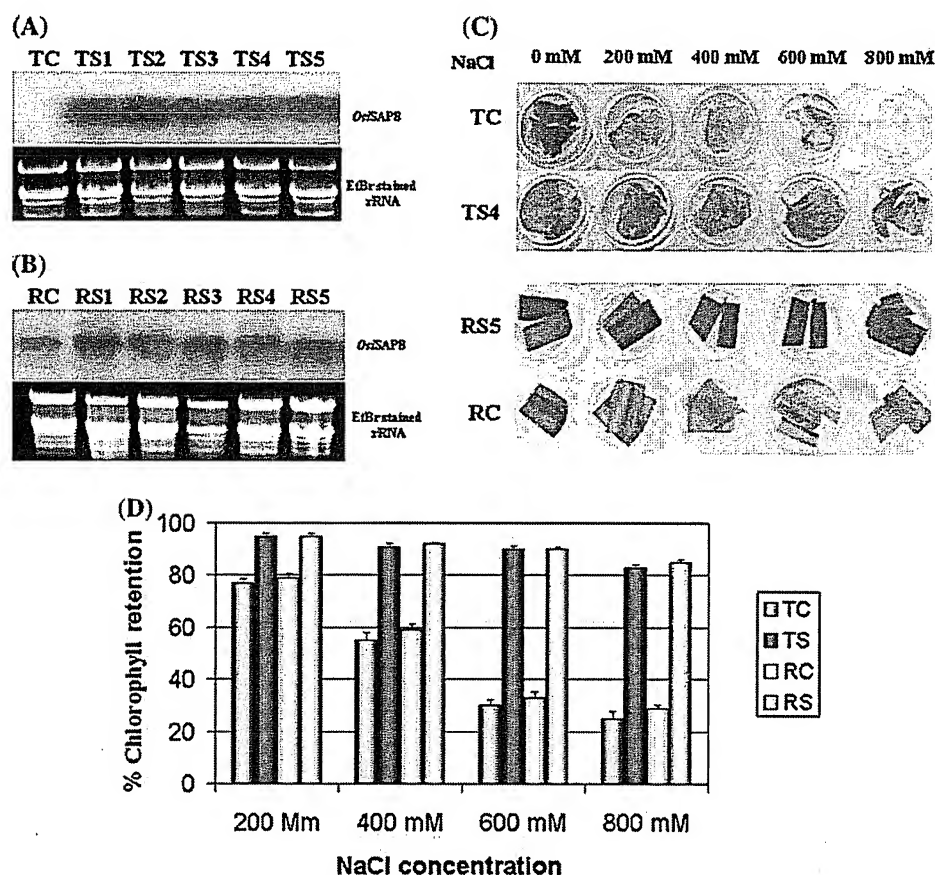 (A)
TC TS1 TS2 TS3 TS4 TS5
OsiSAP8
EtBr stained
rRNA
(B)
RC RS1 RS2 RS3 RS4 RS5
OsiSAP8
EtBr stained
rRNA
(C)
NaCl 0 mM 200 mM 400 mM 600 mM 800 mM
TC
TS4
RS5
RC
(D)
% Chlorophyll retention
100
80
60
40
20
0
200 Mm 400 mM 600 mM 800 mM
NaCl concentration
TC
TS
RC
RS